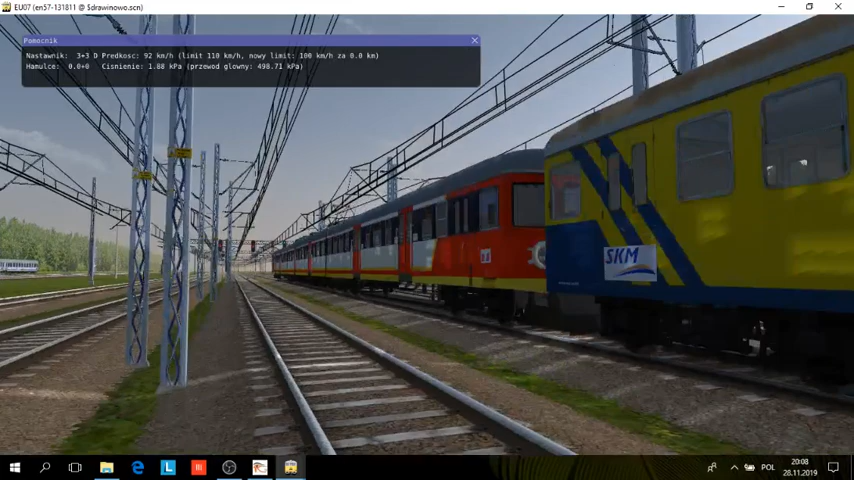 EU07 (en57-131811 @ $drawinowo.scn)
Pomocnik
Nastawnik: 3+3 D Predkosc: 92 km/h (limit 110 km/h, nowy limit: 100 km/h za 0.0 km)
Hamulce: 0.0+0 Cisnienie: 1.88 kPa (przewod glowny: 498.71 kPa)
SKM
L
POL
20:08
28.11.2019